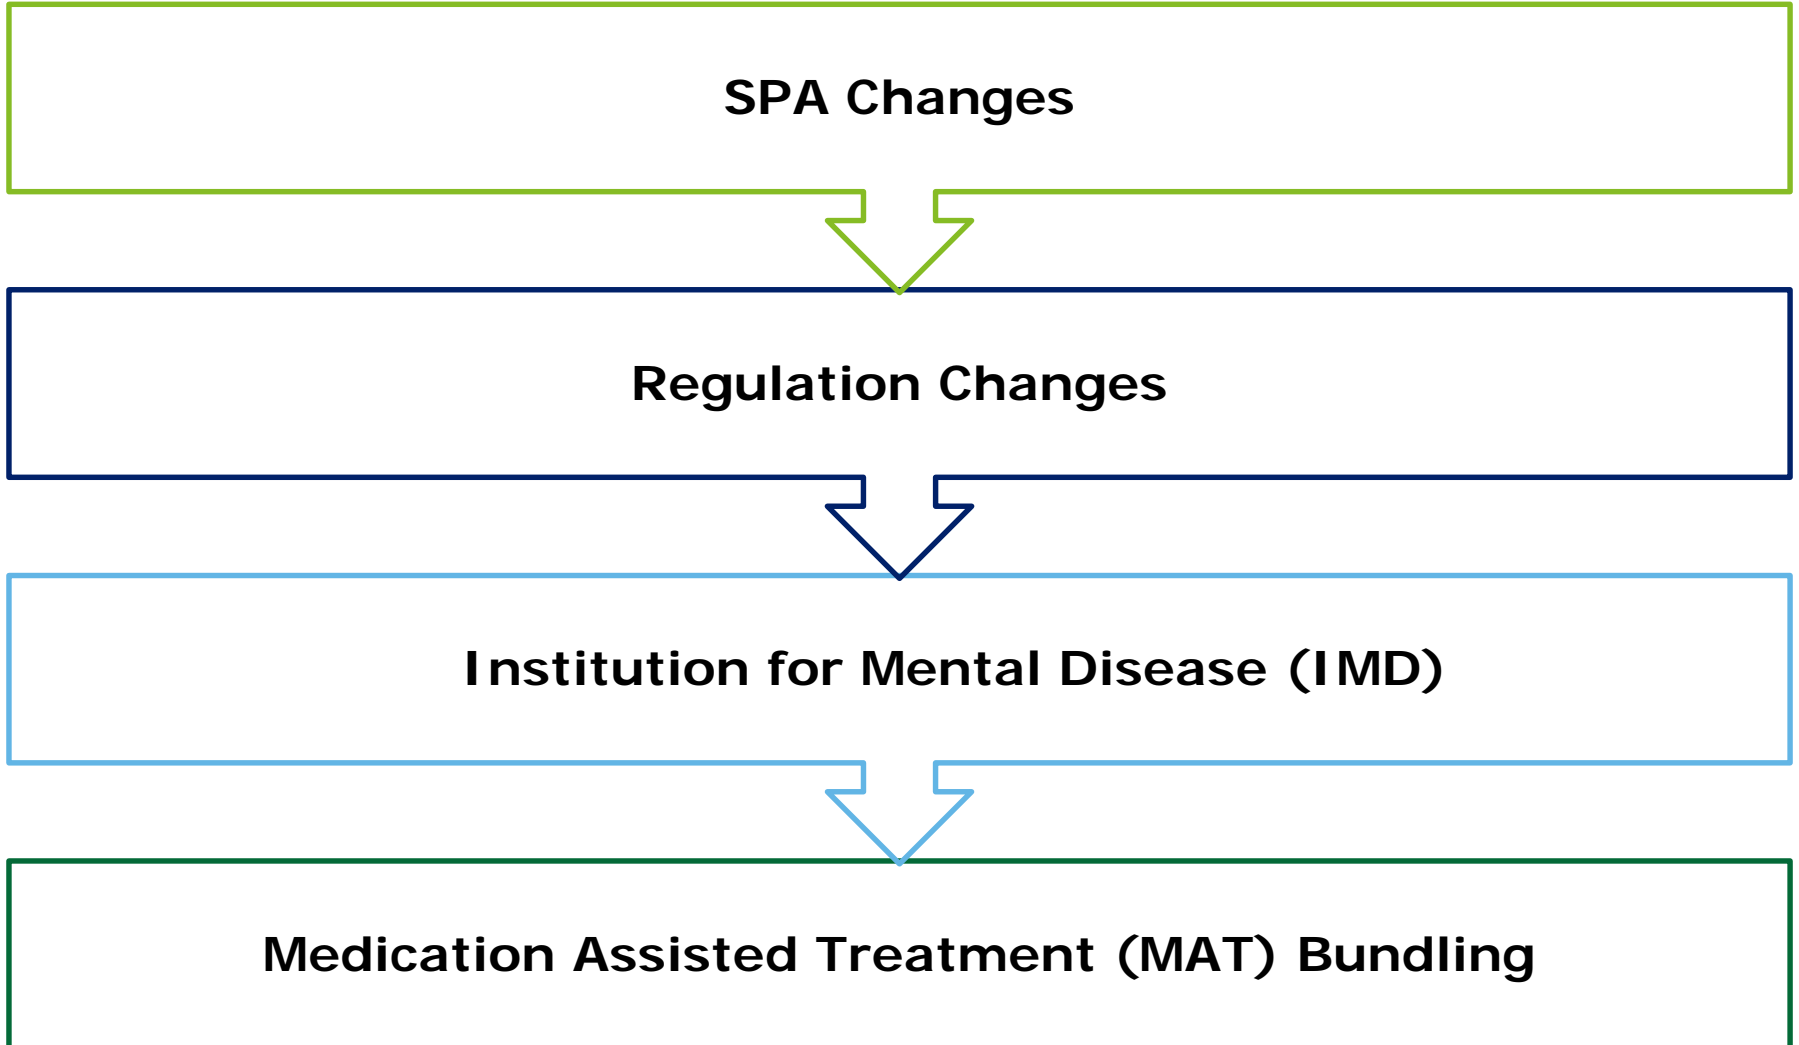 SPA Changes
Regulation Changes
Institution for Mental Disease (IMD)
Medication Assisted Treatment (MAT) Bundling